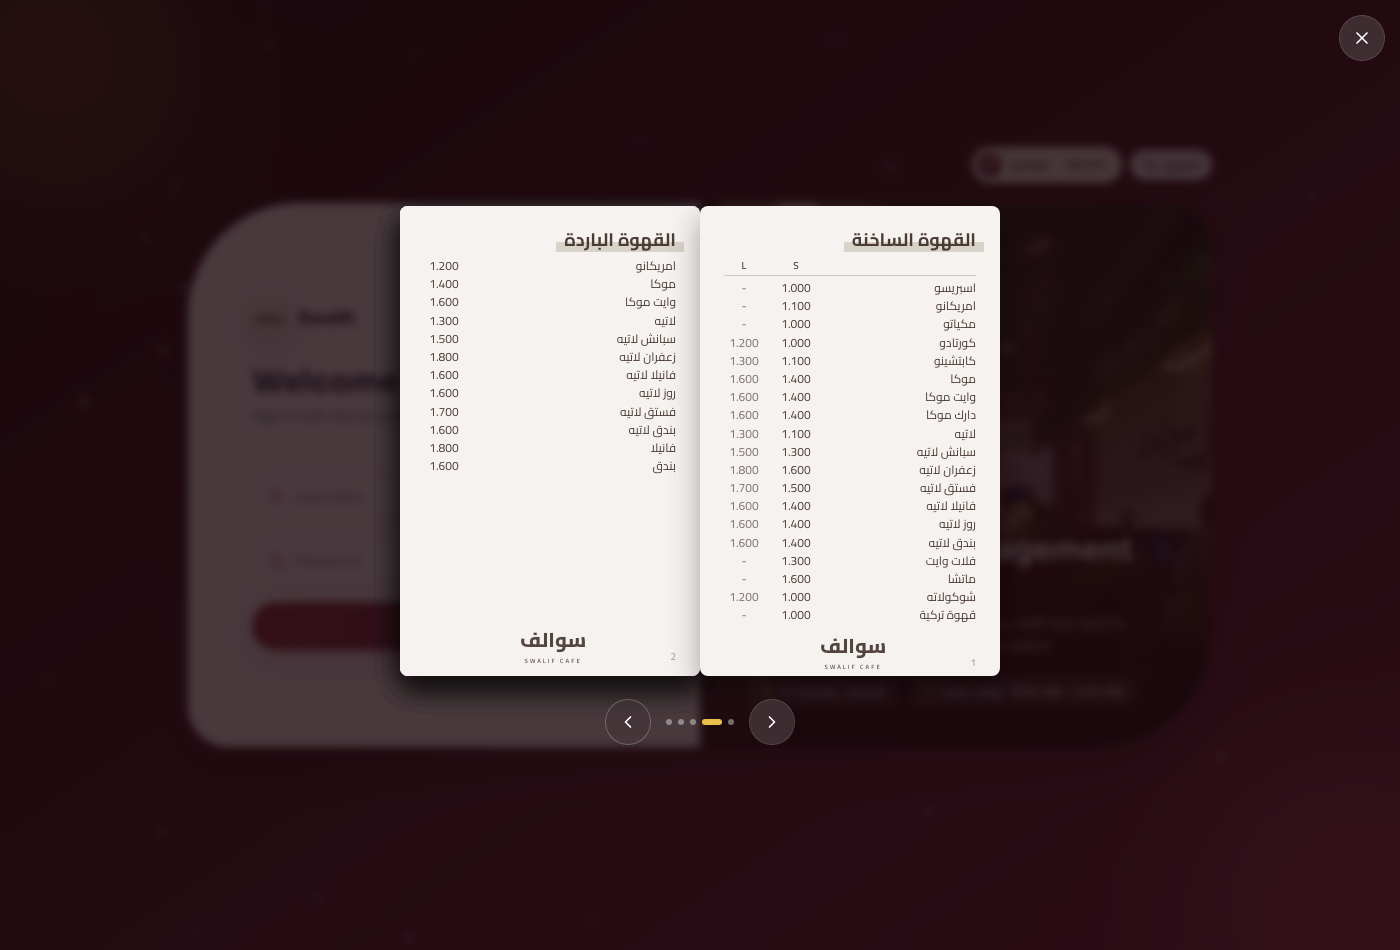 القهوة الساخنة
S L
اسبريسو 1.000 -
امريكانو 1.100 -
مكياتو 1.000 -
كورتادو 1.000 1.200
كابتشينو 1.100 1.300
موكا 1.400 1.600
وايت موكا 1.400 1.600
دارك موكا 1.400 1.600
لاتيه 1.100 1.300
سبانش لاتيه 1.300 1.500
زعفران لاتيه 1.600 1.800
فستق لاتيه 1.500 1.700
فانيلا لاتيه 1.400 1.600
روز لاتيه 1.400 1.600
بندق لاتيه 1.400 1.600
فلات وايت 1.300 -
ماتشا 1.600 -
شوكولاته 1.000 1.200
قهوة تركية 1.000 -
سوالف
SWALIF CAFE
1
القهوة الباردة
امريكانو 1.200
موكا 1.400
وايت موكا 1.600
لاتيه 1.300
سبانش لاتيه 1.500
زعفران لاتيه 1.800
فانيلا لاتيه 1.600
روز لاتيه 1.600
فستق لاتيه 1.700
بندق لاتيه 1.600
فانيلا 1.800
بندق 1.600
سوالف
SWALIF CAFE
2
Welcome